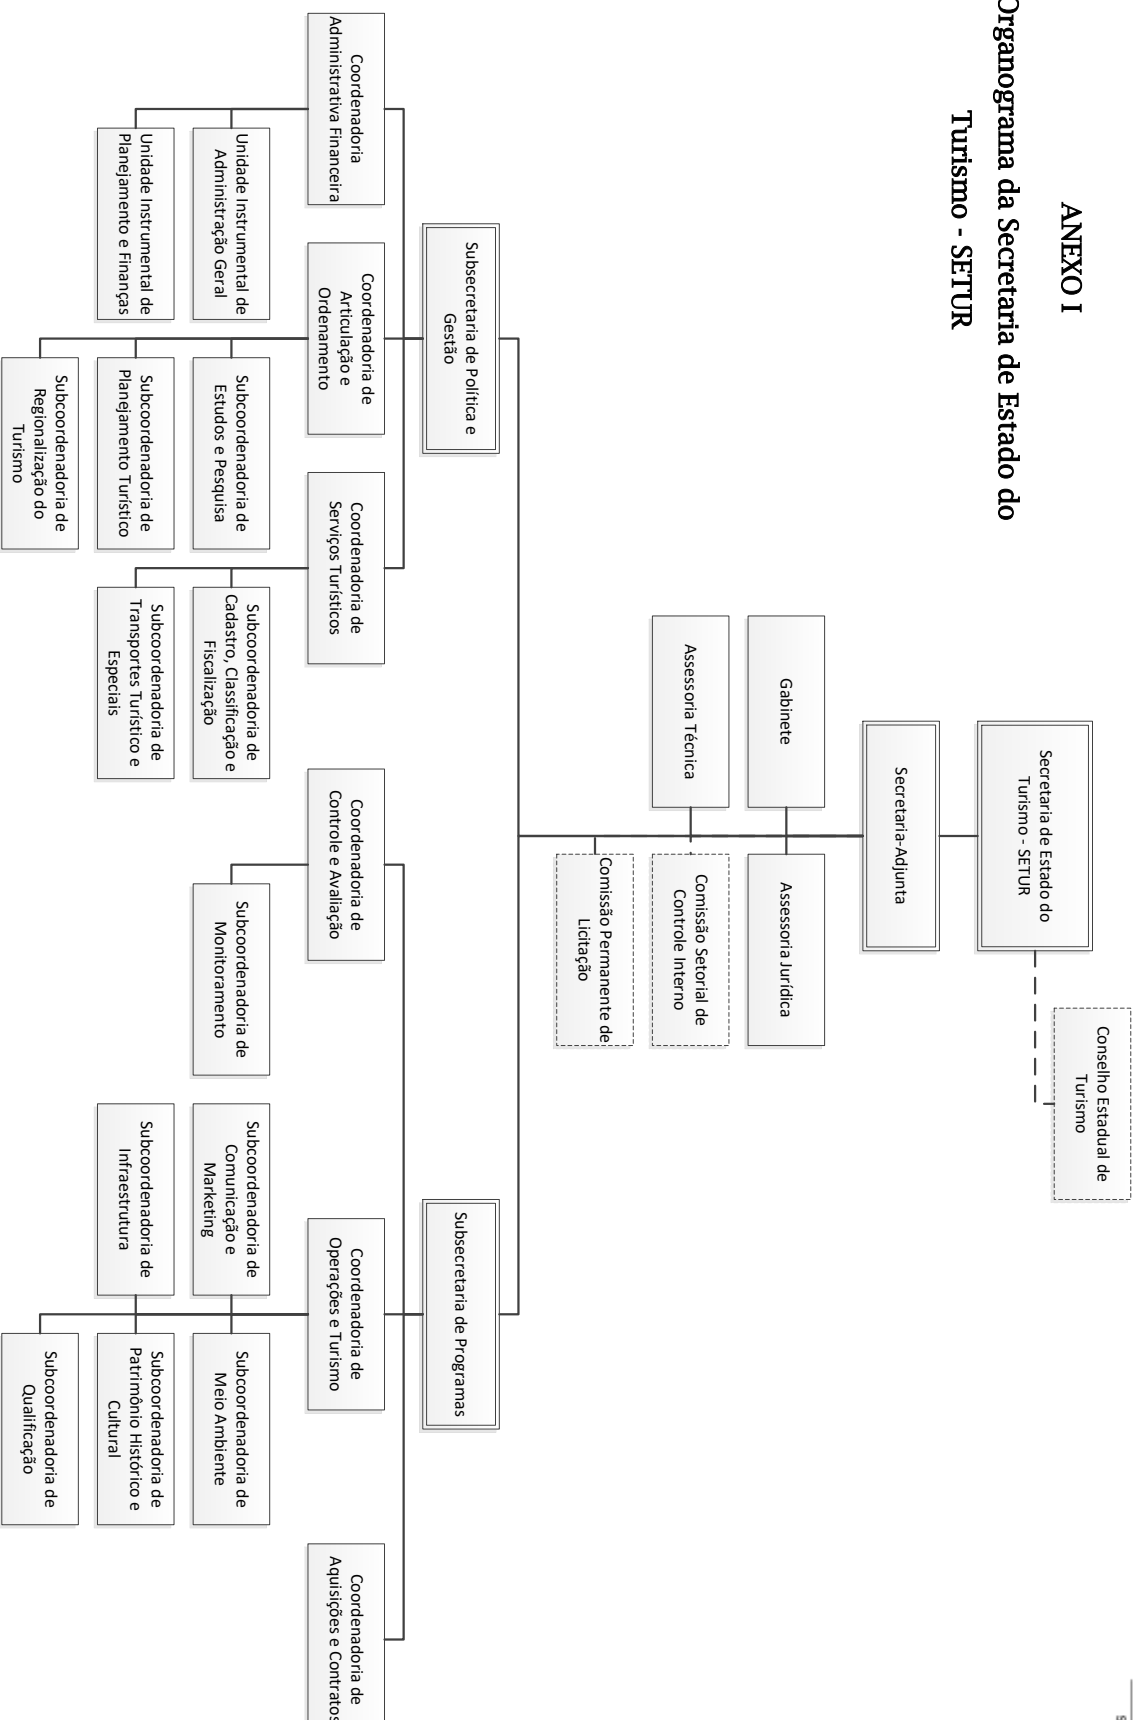 ANEXO I
Organograma da Secretaria de Estado do
Turismo - SETUR
Conselho Estadual de
Turismo
Secretaria de Estado do
Turismo - SETUR
Secretaria-Adjunta
Gabinete
Assessoria Jurídica
Assessoria Técnica
Comissão Setorial de
Controle Interno
Comissão Permanente de
Licitação
Subsecretaria de Política e
Gestão
Subsecretaria de Programas
Coordenadoria
Administrativa Financeira
Coordenadoria de
Articulação e
Ordenamento
Coordenadoria de
Serviços Turísticos
Coordenadoria de
Controle e Avaliação
Coordenadoria de
Operações e Turismo
Coordenadoria de
Aquisições e Contratos
Unidade Instrumental de
Administração Geral
Subcoordenadoria de
Estudos e Pesquisa
Subcoordenadoria de
Cadastro, Classificação e
Fiscalização
Subcoordenadoria de
Monitoramento
Subcoordenadoria de
Comunicação e
Marketing
Subcoordenadoria de
Meio Ambiente
Unidade Instrumental de
Planejamento e Finanças
Subcoordenadoria de
Planejamento Turístico
Subcoordenadoria de
Transportes Turístico e
Especiais
Subcoordenadoria de
Infraestrutura
Subcoordenadoria de
Patrimônio Histórico e
Cultural
Subcoordenadoria de
Regionalização do
Turismo
Subcoordenadoria de
Qualificação